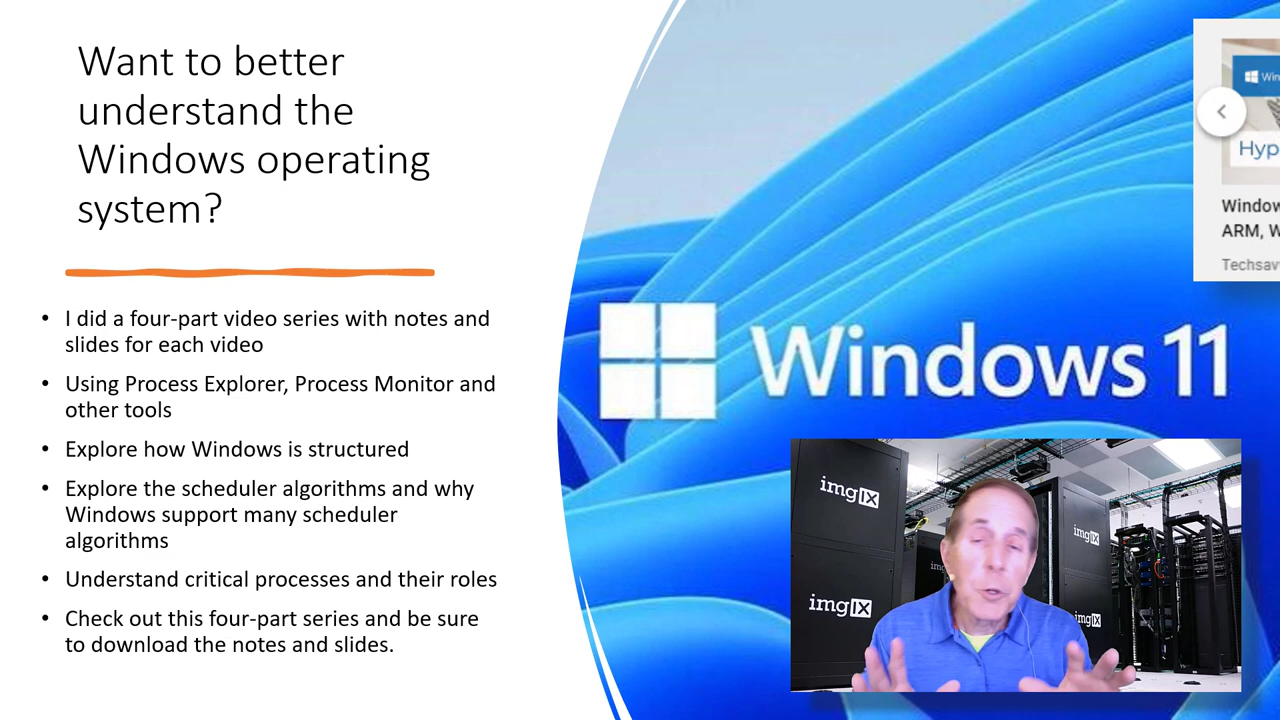 Want to better
understand the
Windows operating
system?
• I did a four-part video series with notes and
slides for each video
• Using Process Explorer, Process Monitor and
other tools
• Explore how Windows is structured
• Explore the scheduler algorithms and why
Windows support many scheduler
algorithms
• Understand critical processes and their roles
• Check out this four-part series and be sure
to download the notes and slides.
Windows 11
imgIX
imgIX
imgIX